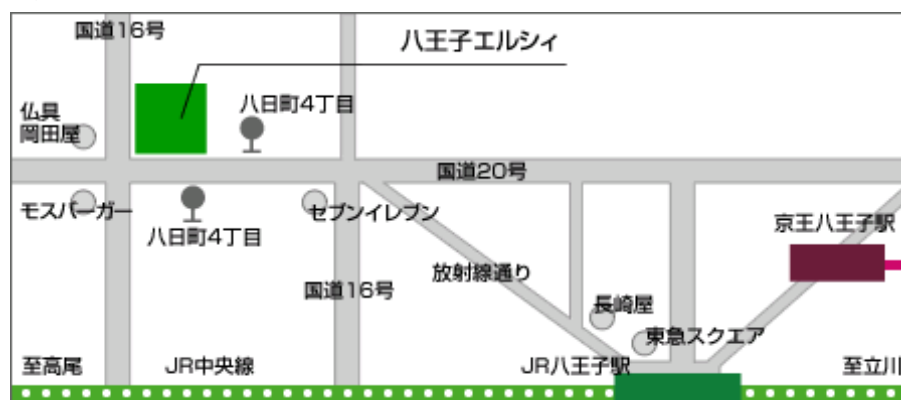 国道16号
八王子エルシィ
仏具
岡田屋
八日町4丁目
国道20号
モスバーガー
八日町4丁目
セブンイレブン
京王八王子駅
放射線通り
国道16号
長崎屋
東急スクエア
至高尾
JR中央線
JR八王子駅
至立川